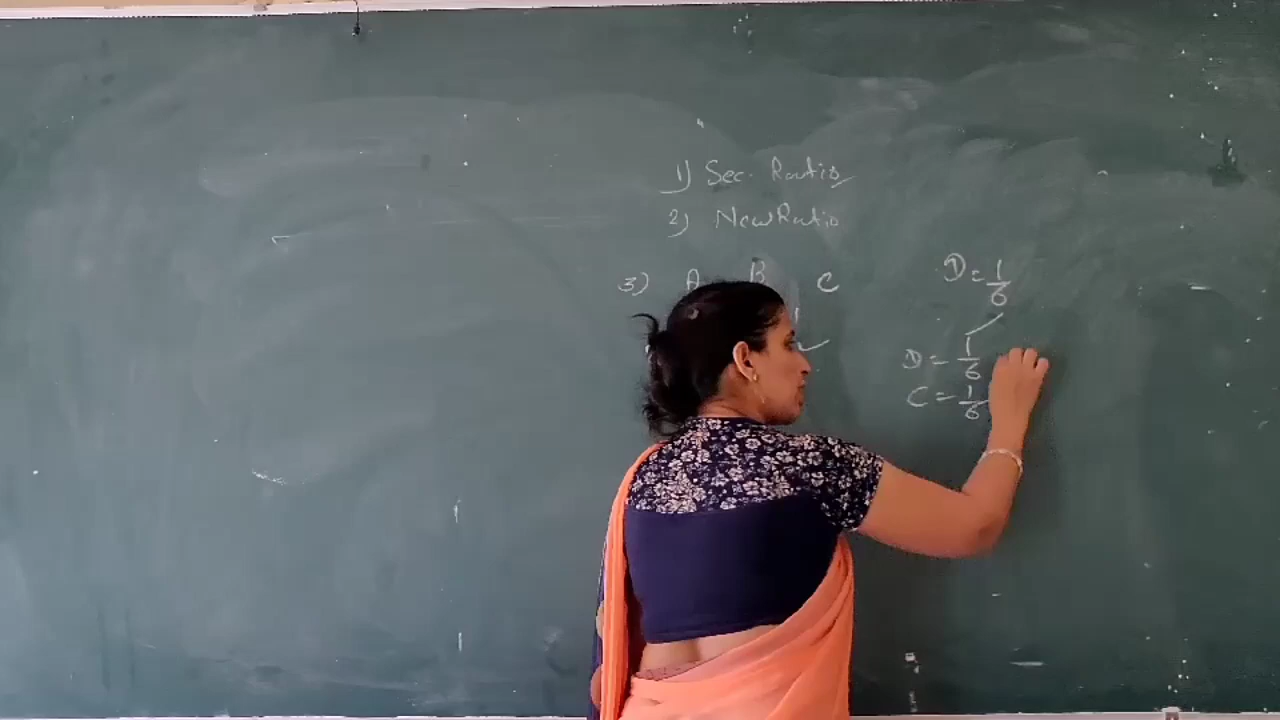 1) Sec. Ratio
2) New Ratio
3) A B C
D = 1/6
D = 1/6
C = 1/6